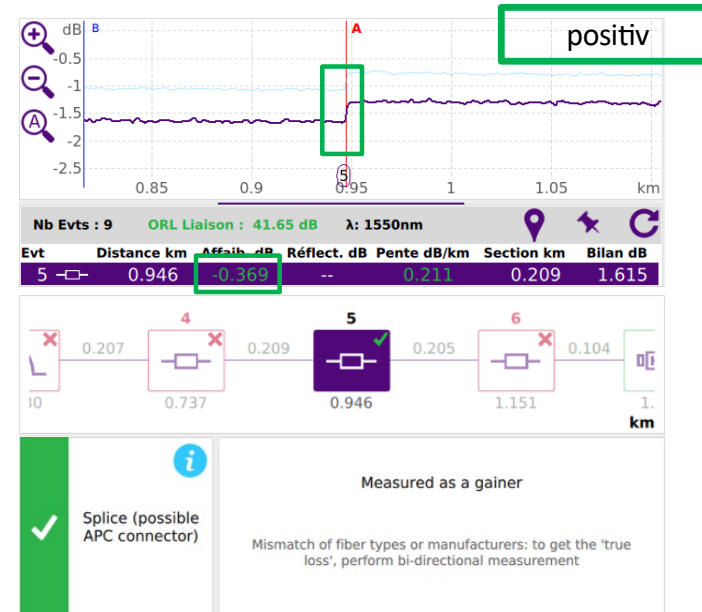 positiv
dB
B
A
-0.5
-1
-1.5
A
-2
-2.5
5
0.85 0.9 0.95 1 1.05 km
Nb Evts : 9 ORL Liaison : 41.65 dB λ: 1550nm
Evt Distance km Affaib. dB Réflect. dB Pente dB/km Section km Bilan dB
5 0.946 -0.369 -- 0.211 0.209 1.615
4 5 6
0.207 0.209 0.205 0.104
30 0.737 0.946 1.151 1.
km
i
Splice (possible
APC connector)
Measured as a gainer
Mismatch of fiber types or manufacturers: to get the 'true
loss', perform bi-directional measurement